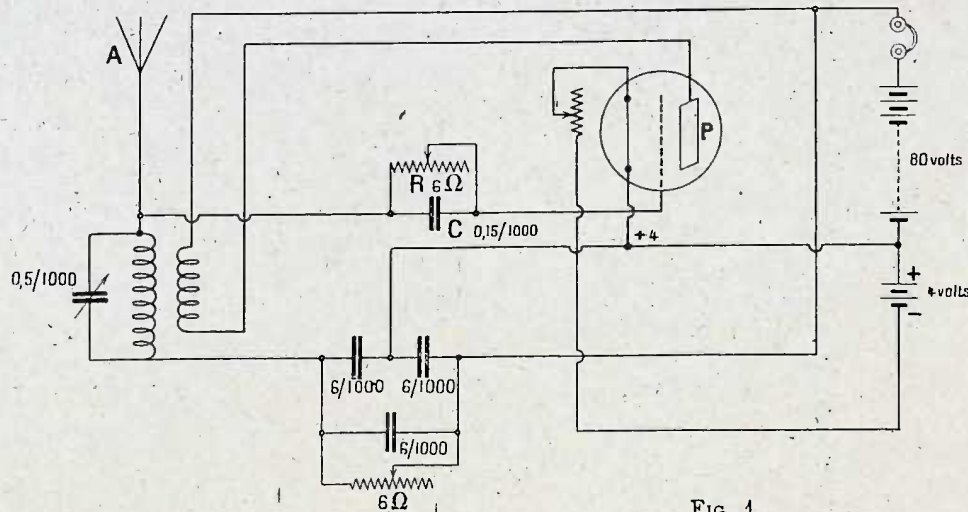 A
P
80 volts
R 6 Ω
C 0,15/1000
+4
0,5/1000
+
4 volts
-
6/1000
6/1000
6/1000
6 Ω
FIG. 1